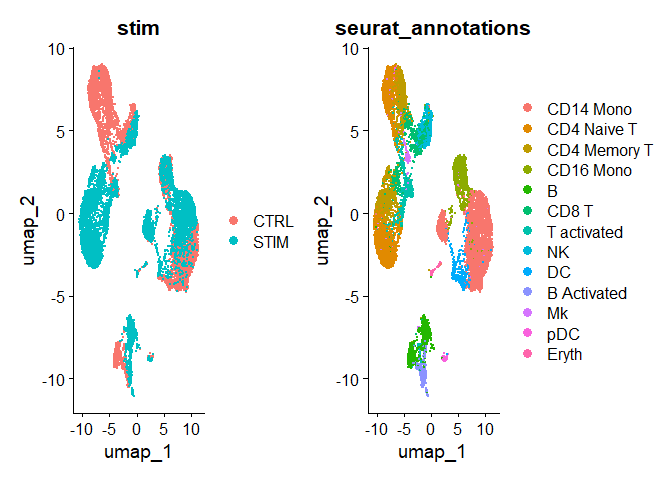 stim
seurat_annotations
10
5
0
-5
-10
umap_2
-10
-5
0
5
10
umap_1
CTRL
STIM
10
5
0
-5
-10
umap_2
-10
-5
0
5
10
umap_1
CD14 Mono
CD4 Naive T
CD4 Memory T
CD16 Mono
B
CD8 T
T activated
NK
DC
B Activated
Mk
pDC
Eryth